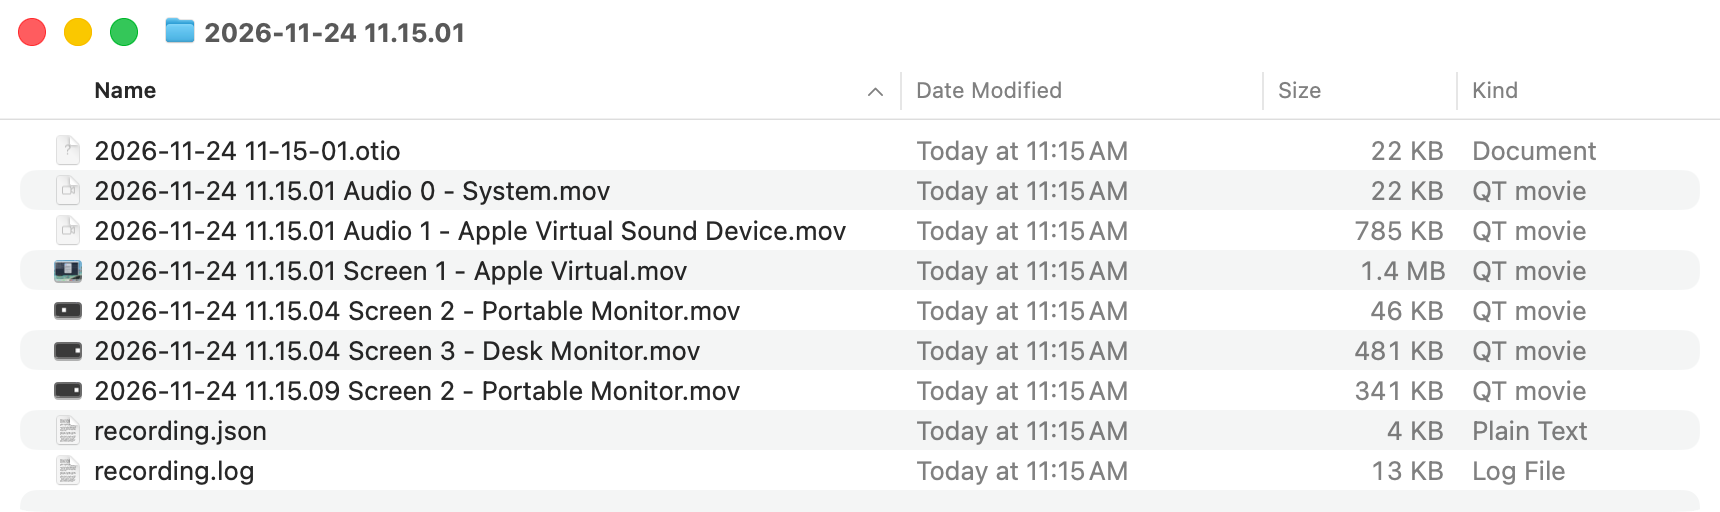 2026-11-24 11.15.01
Name Date Modified Size Kind
2026-11-24 11-15-01.otio Today at 11:15 AM 22 KB Document
2026-11-24 11.15.01 Audio 0 - System.mov Today at 11:15 AM 22 KB QT movie
2026-11-24 11.15.01 Audio 1 - Apple Virtual Sound Device.mov Today at 11:15 AM 785 KB QT movie
2026-11-24 11.15.01 Screen 1 - Apple Virtual.mov Today at 11:15 AM 1.4 MB QT movie
2026-11-24 11.15.04 Screen 2 - Portable Monitor.mov Today at 11:15 AM 46 KB QT movie
2026-11-24 11.15.04 Screen 3 - Desk Monitor.mov Today at 11:15 AM 481 KB QT movie
2026-11-24 11.15.09 Screen 2 - Portable Monitor.mov Today at 11:15 AM 341 KB QT movie
recording.json Today at 11:15 AM 4 KB Plain Text
recording.log Today at 11:15 AM 13 KB Log File